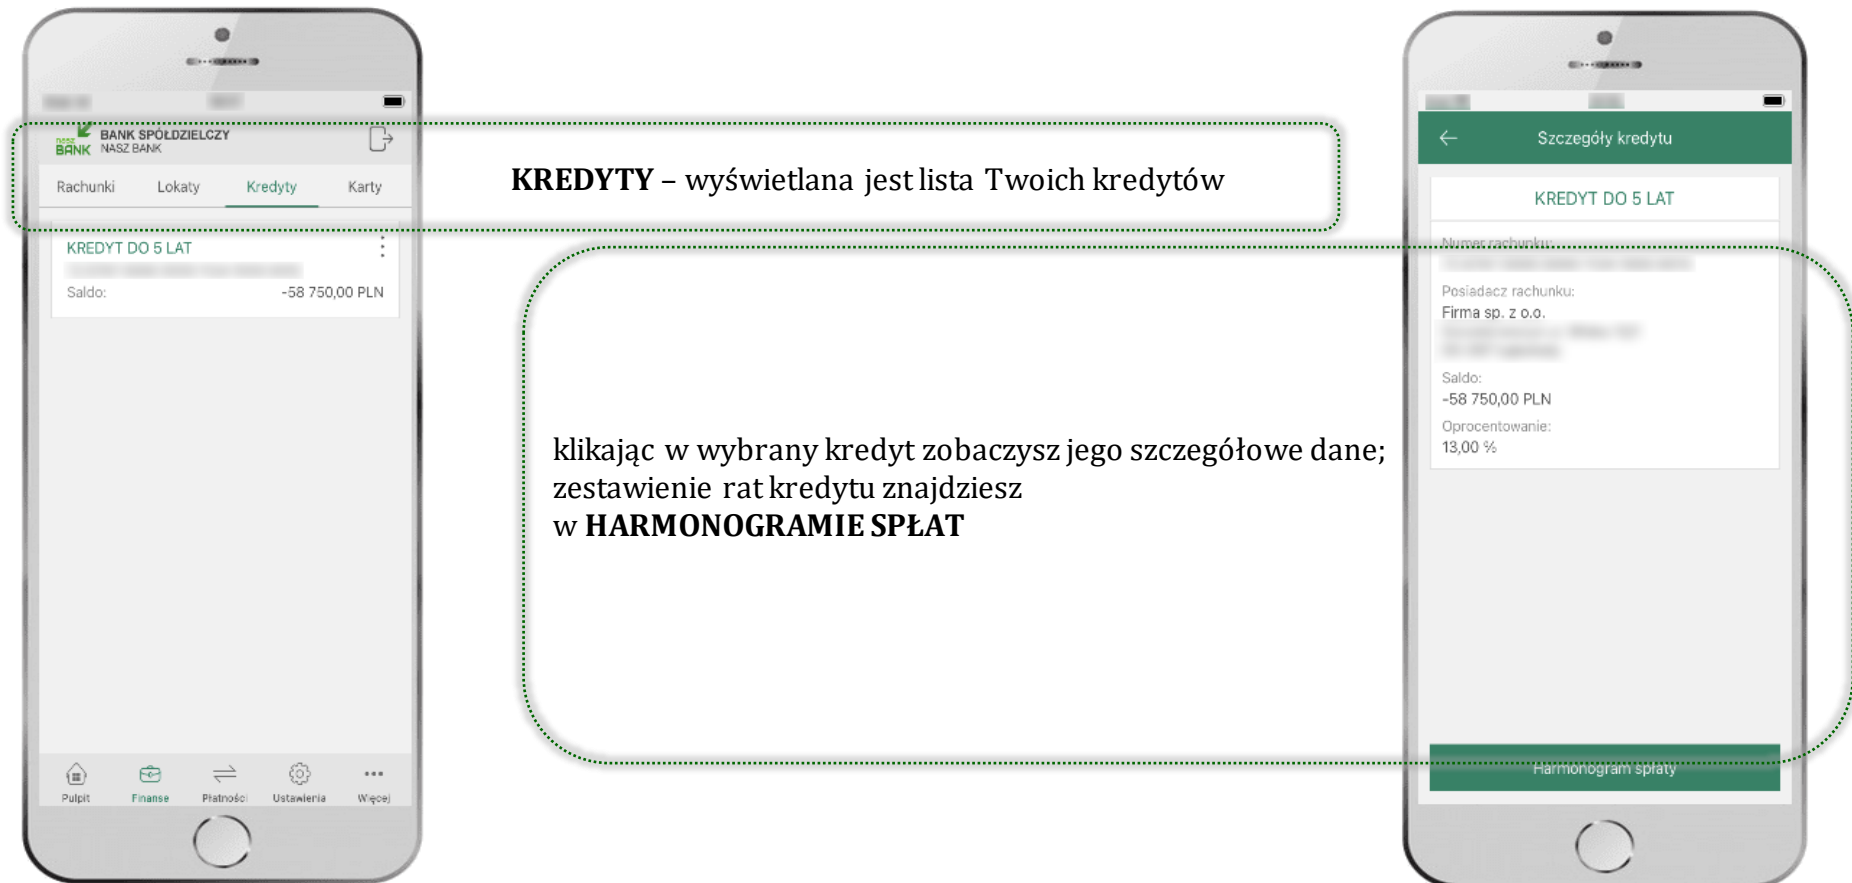 nasz
BANK
BANK SPÓŁDZIELCZY
NASZ BANK
Rachunki Lokaty Kredyty Karty
KREDYT DO 5 LAT
Saldo: -58 750,00 PLN
Pulpit Finanse Płatności Ustawienia Więcej
KREDYTY – wyświetlana jest lista Twoich kredytów
klikając w wybrany kredyt zobaczysz jego szczegółowe dane;
zestawienie rat kredytu znajdziesz
w HARMONOGRAMIE SPŁAT
Szczegóły kredytu
KREDYT DO 5 LAT
Numer rachunku:
Posiadacz rachunku:
Firma sp. z o.o.
Saldo:
-58 750,00 PLN
Oprocentowanie:
13,00 %
Harmonogram spłaty